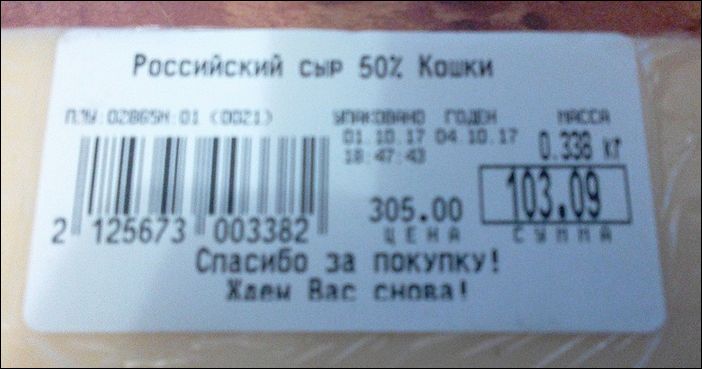 Российский сыр 50% Кошки
ПЛУ:02865Н:01 (0021)
УПАКОВАНО ГОДЕН МАССА
01.10.17 04.10.17 0.338 кг
18:47:43
103.09
305.00
ЦЕНА СУММА
2 125673 003382
Спасибо за покупку!
Ждем Вас снова!